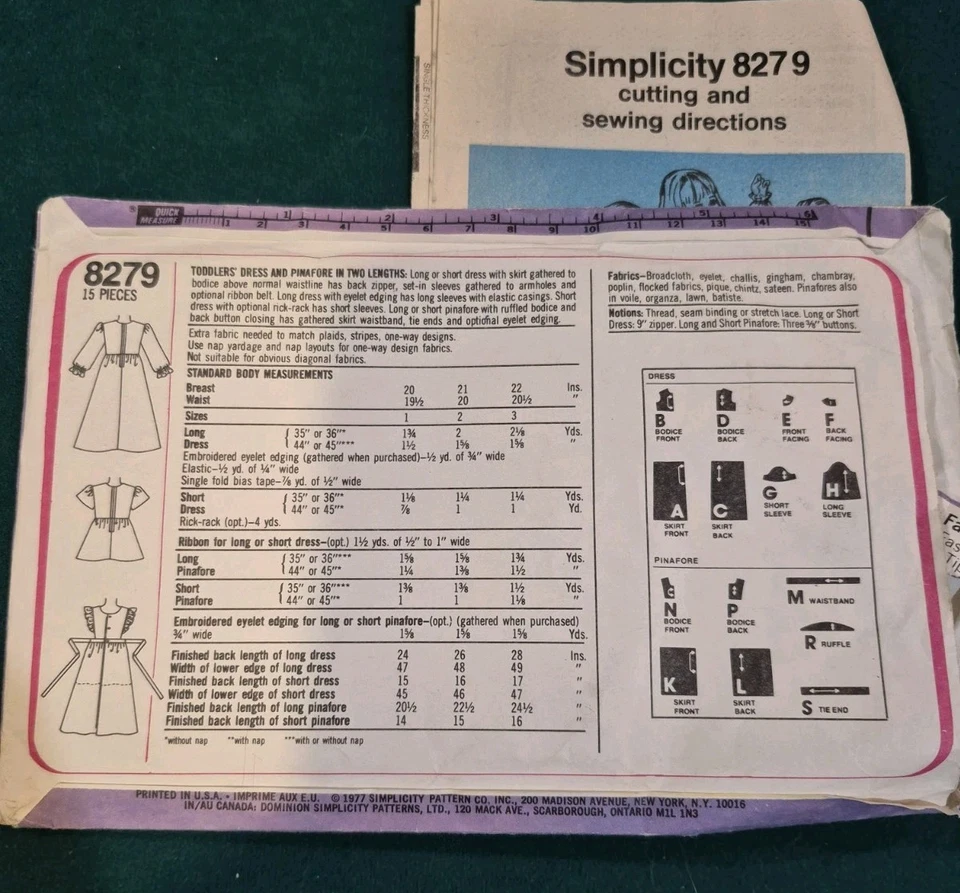 Simplicity 8279
cutting and
sewing directions
SINGLE THICKNESS
QUICK
MEASURE
1 2 3 4 5 6
1 2 3 4 5 6 7 8 9 10 11 12 13 14 15
8279
15 PIECES
TODDLERS' DRESS AND PINAFORE IN TWO LENGTHS: Long or short dress with skirt gathered to
bodice above normal waistline has back zipper, set-in sleeves gathered to armholes and
optional ribbon belt. Long dress with eyelet edging has long sleeves with elastic casings. Short
dress with optional rick-rack has short sleeves. Long or short pinafore with ruffled bodice and
back button closing has gathered skirt waistband, tie ends and optional eyelet edging.
Extra fabric needed to match plaids, stripes, one-way designs.
Use nap yardage and nap layouts for one-way design fabrics.
Not suitable for obvious diagonal fabrics.
STANDARD BODY MEASUREMENTS
Breast 20 21 22 Ins.
Waist 19½ 20 20½ "
Sizes 1 2 3
Long { 35" or 36"* 1¾ 2 2⅛ Yds.
Dress 44" or 45"*** 1½ 1⅝ 1⅝ "
Embroidered eyelet edging (gathered when purchased)–½ yd. of ¾" wide
Elastic–½ yd. of ¼" wide
Single fold bias tape–⅞ yd. of ½" wide
Short { 35" or 36"* 1⅛ 1¼ 1¼ Yds.
Dress 44" or 45"* ⅞ 1 1 Yd.
Rick-rack (opt.)–4 yds.
Ribbon for long or short dress–(opt.) 1½ yds. of ½" to 1" wide
Long { 35" or 36"*** 1⅝ 1⅝ 1¾ Yds.
Pinafore 44" or 45"* 1¼ 1⅜ 1½ "
Short { 35" or 36"*** 1⅜ 1⅜ 1½ Yds.
Pinafore 44" or 45"* 1 1 1⅛ "
Embroidered eyelet edging for long or short pinafore–(opt.) (gathered when purchased)
¾" wide 1⅝ 1⅝ 1⅝ Yds.
Finished back length of long dress 24 26 28 Ins.
Width of lower edge of long dress 47 48 49 "
Finished back length of short dress 15 16 17 "
Width of lower edge of short dress 45 46 47 "
Finished back length of long pinafore 20½ 22½ 24½ "
Finished back length of short pinafore 14 15 16 "
*without nap **with nap ***with or without nap
Fabrics–Broadcloth, eyelet, challis, gingham, chambray,
poplin, flocked fabrics, pique, chintz, sateen. Pinafores also
in voile, organza, lawn, batiste.
Notions: Thread, seam binding or stretch lace. Long or Short
Dress: 9" zipper. Long and Short Pinafore: Three ⅜" buttons.
DRESS
B
BODICE
FRONT
D
BODICE
BACK
E
FRONT
FACING
F
BACK
FACING
A
SKIRT
FRONT
C
SKIRT
BACK
G
SHORT
SLEEVE
H
LONG
SLEEVE
PINAFORE
N
BODICE
FRONT
P
BODICE
BACK
M WAISTBAND
R RUFFLE
K
SKIRT
FRONT
L
SKIRT
BACK
S TIE END
PRINTED IN U.S.A. - IMPRIME AUX E.U. © 1977 SIMPLICITY PATTERN CO. INC., 200 MADISON AVENUE, NEW YORK, N.Y. 10016
IN/AU CANADA: DOMINION SIMPLICITY PATTERNS, LTD., 120 MACK AVE., SCARBOROUGH, ONTARIO M1L 1N3